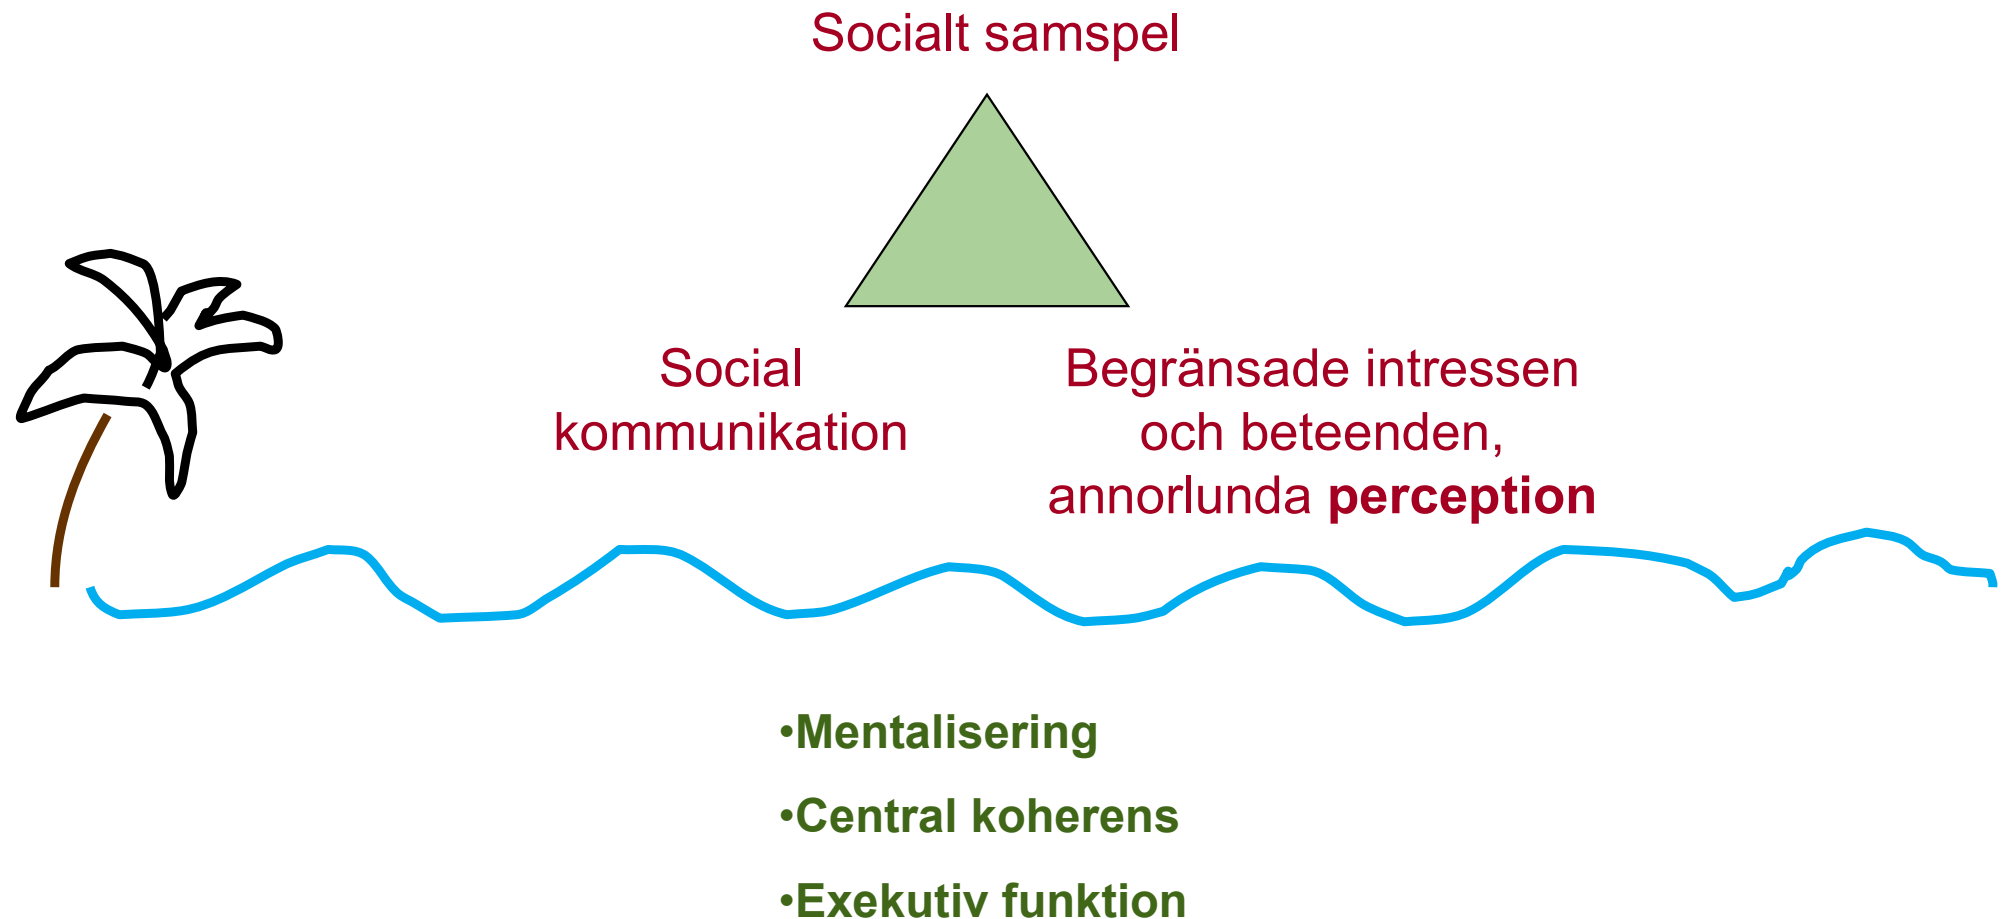 Socialt samspel
Social
kommunikation
Begränsade intressen
och beteenden,
annorlunda perception
•Mentalisering
•Central koherens
•Exekutiv funktion